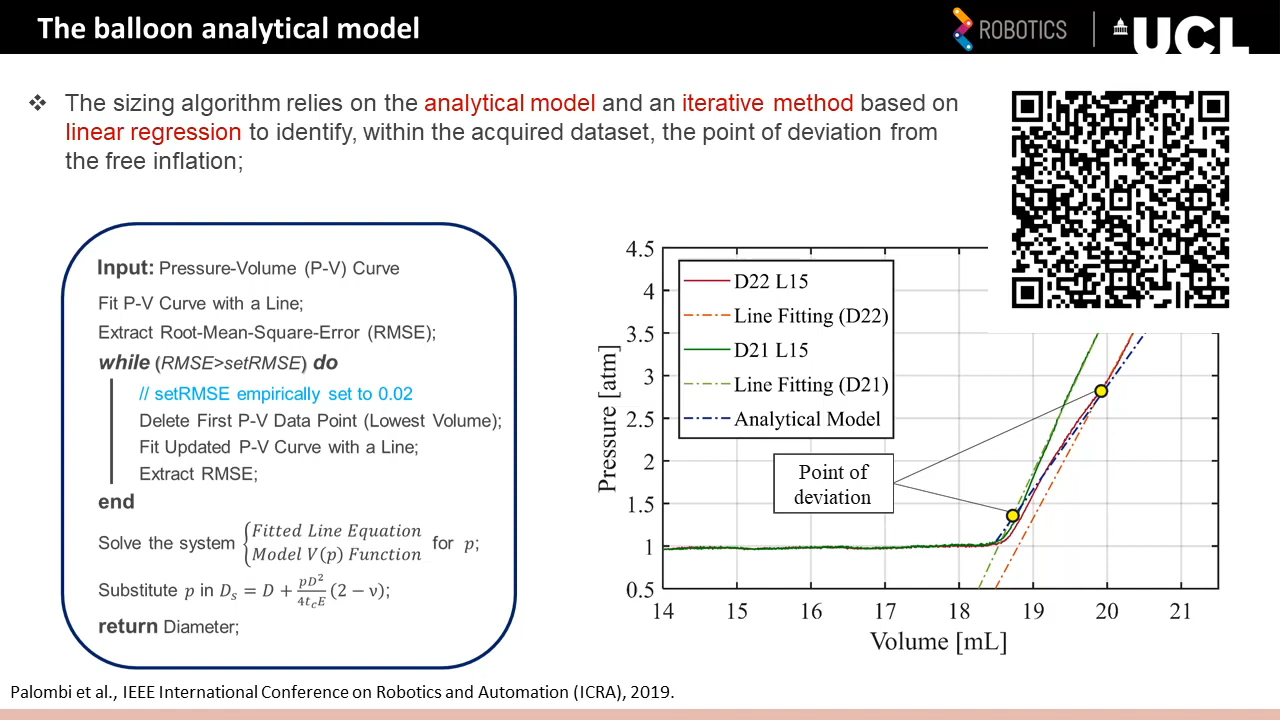 The balloon analytical model
ROBOTICS
UCL
❖ The sizing algorithm relies on the analytical model and an iterative method based on
linear regression to identify, within the acquired dataset, the point of deviation from
the free inflation;
Input: Pressure-Volume (P-V) Curve
Fit P-V Curve with a Line;
Extract Root-Mean-Square-Error (RMSE);
while (RMSE>setRMSE) do
// setRMSE empirically set to 0.02
Delete First P-V Data Point (Lowest Volume);
Fit Updated P-V Curve with a Line;
Extract RMSE;
end
Solve the system {Fitted Line Equation
Model V(p) Function for p;
Substitute p in D_s = D + pD²/(4t_cE) (2 − ν);
return Diameter;
4.5
4
3.5
3
2.5
2
1.5
1
0.5
Pressure [atm]
D22 L15
Line Fitting (D22)
D21 L15
Line Fitting (D21)
Analytical Model
Point of
deviation
14 15 16 17 18 19 20 21
Volume [mL]
Palombi et al., IEEE International Conference on Robotics and Automation (ICRA), 2019.